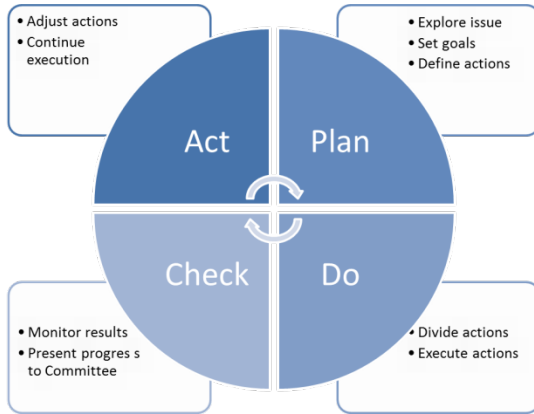 • Adjust actions
• Continue
execution
• Explore issue
• Set goals
• Define actions
Act
Plan
Check
Do
• Monitor results
• Present progres s
to Committee
• Divide actions
• Execute actions